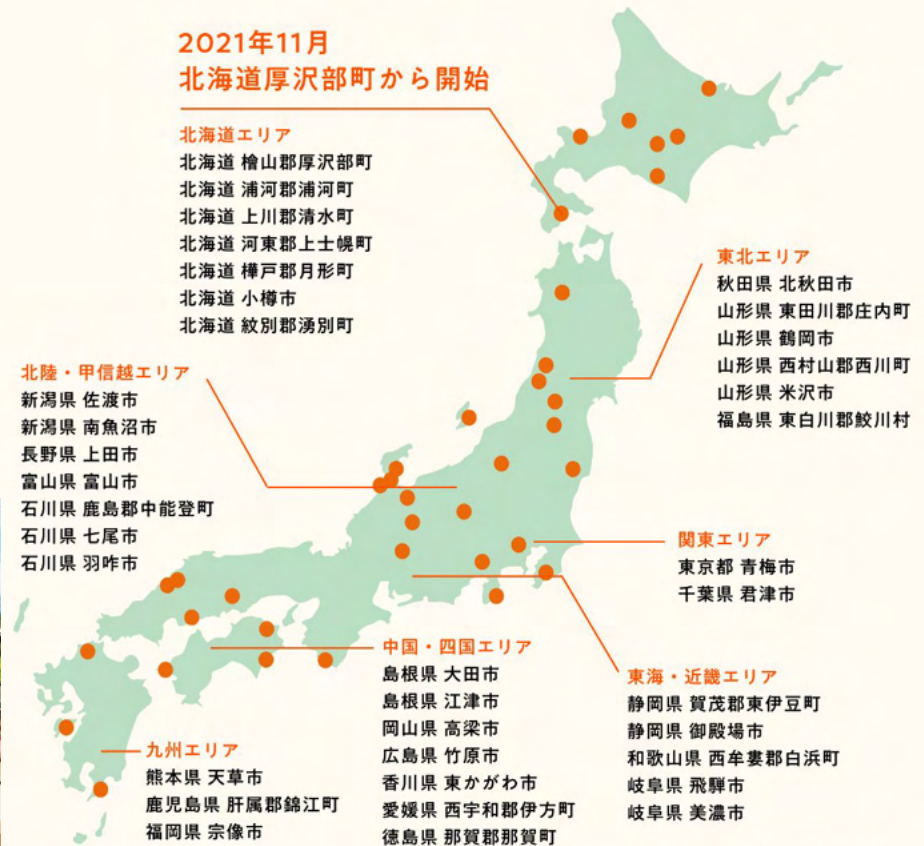 2021年11月
北海道厚沢部町から開始
北海道エリア
北海道 檜山郡厚沢部町
北海道 浦河郡浦河町
北海道 上川郡清水町
北海道 河東郡上士幌町
北海道 樺戸郡月形町
北海道 小樽市
北海道 紋別郡湧別町
東北エリア
秋田県 北秋田市
山形県 東田川郡庄内町
山形県 鶴岡市
山形県 西村山郡西川町
山形県 米沢市
福島県 東白川郡鮫川村
北陸・甲信越エリア
新潟県 佐渡市
新潟県 南魚沼市
長野県 上田市
富山県 富山市
石川県 鹿島郡中能登町
石川県 七尾市
石川県 羽咋市
関東エリア
東京都 青梅市
千葉県 君津市
中国・四国エリア
島根県 大田市
島根県 江津市
岡山県 高梁市
広島県 竹原市
香川県 東かがわ市
愛媛県 西宇和郡伊方町
徳島県 那賀郡那賀町
東海・近畿エリア
静岡県 賀茂郡東伊豆町
静岡県 御殿場市
和歌山県 西牟婁郡白浜町
岐阜県 飛騨市
岐阜県 美濃市
九州エリア
熊本県 天草市
鹿児島県 肝属郡錦江町
福岡県 宗像市